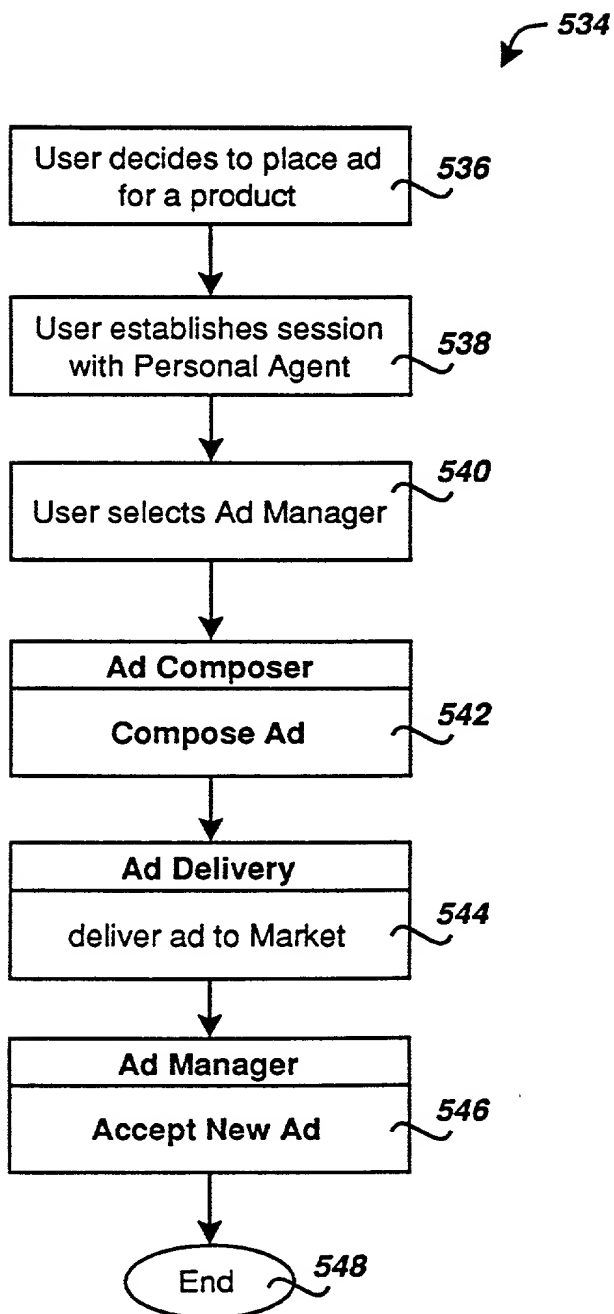 534
User decides to place ad
for a product
536
User establishes session
with Personal Agent
538
User selects Ad Manager
540
Ad Composer
Compose Ad
542
Ad Delivery
deliver ad to Market
544
Ad Manager
Accept New Ad
546
End
548